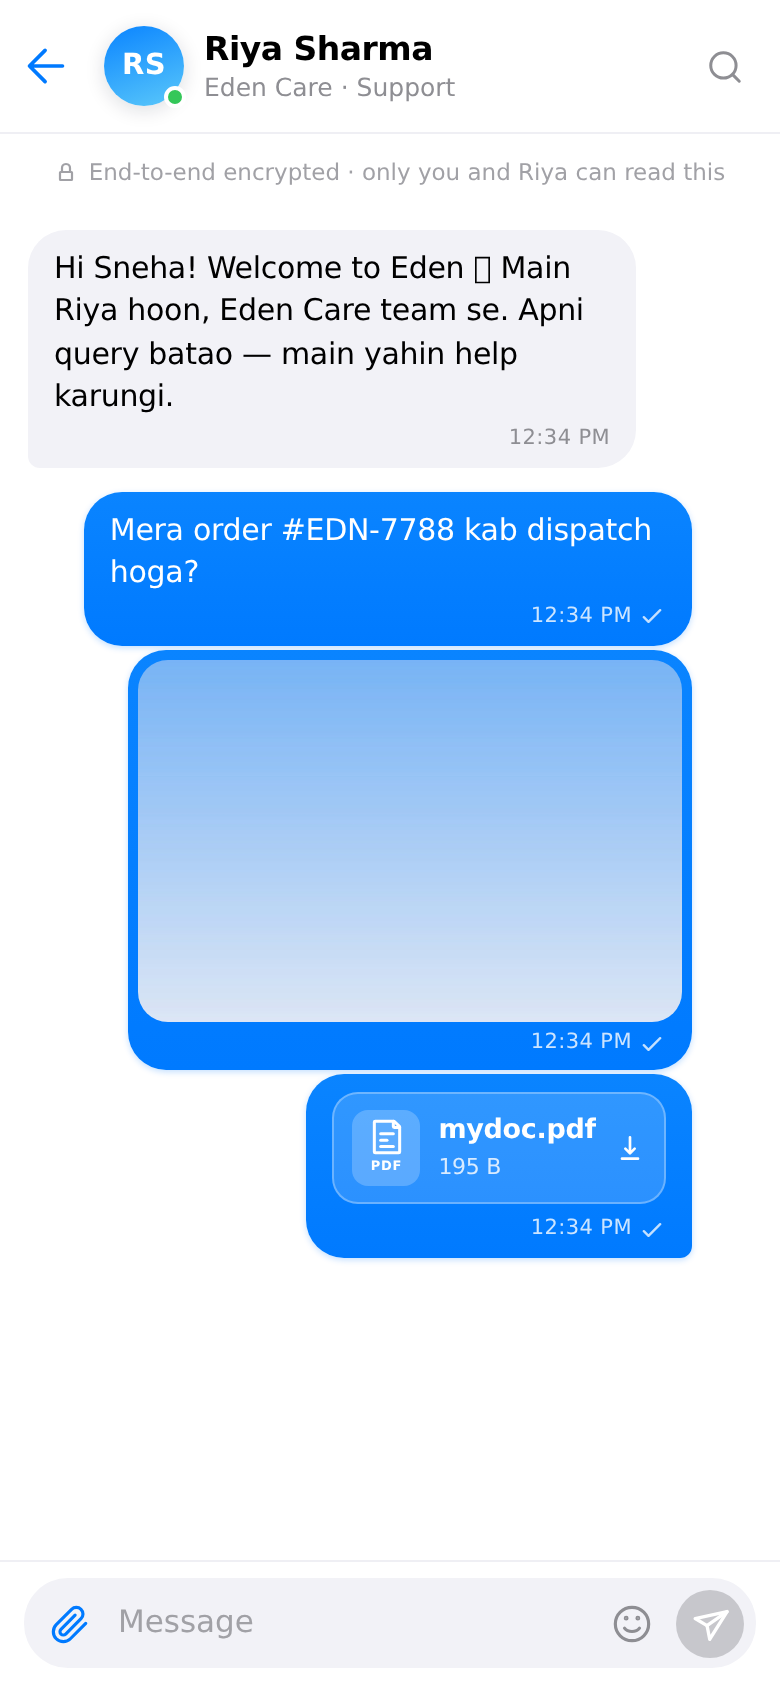 RS
Riya Sharma
Eden Care · Support
End-to-end encrypted · only you and Riya can read this
Hi Sneha! Welcome to Eden Main
Riya hoon, Eden Care team se. Apni
query batao — main yahin help
karungi.
12:34 PM
Mera order #EDN-7788 kab dispatch
hoga?
12:34 PM
12:34 PM
PDF
mydoc.pdf
195 B
12:34 PM
Message